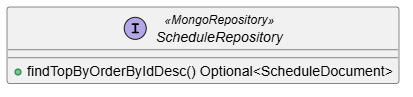 «MongoRepository»
I
ScheduleRepository
findTopByOrderByIdDesc() Optional<ScheduleDocument>